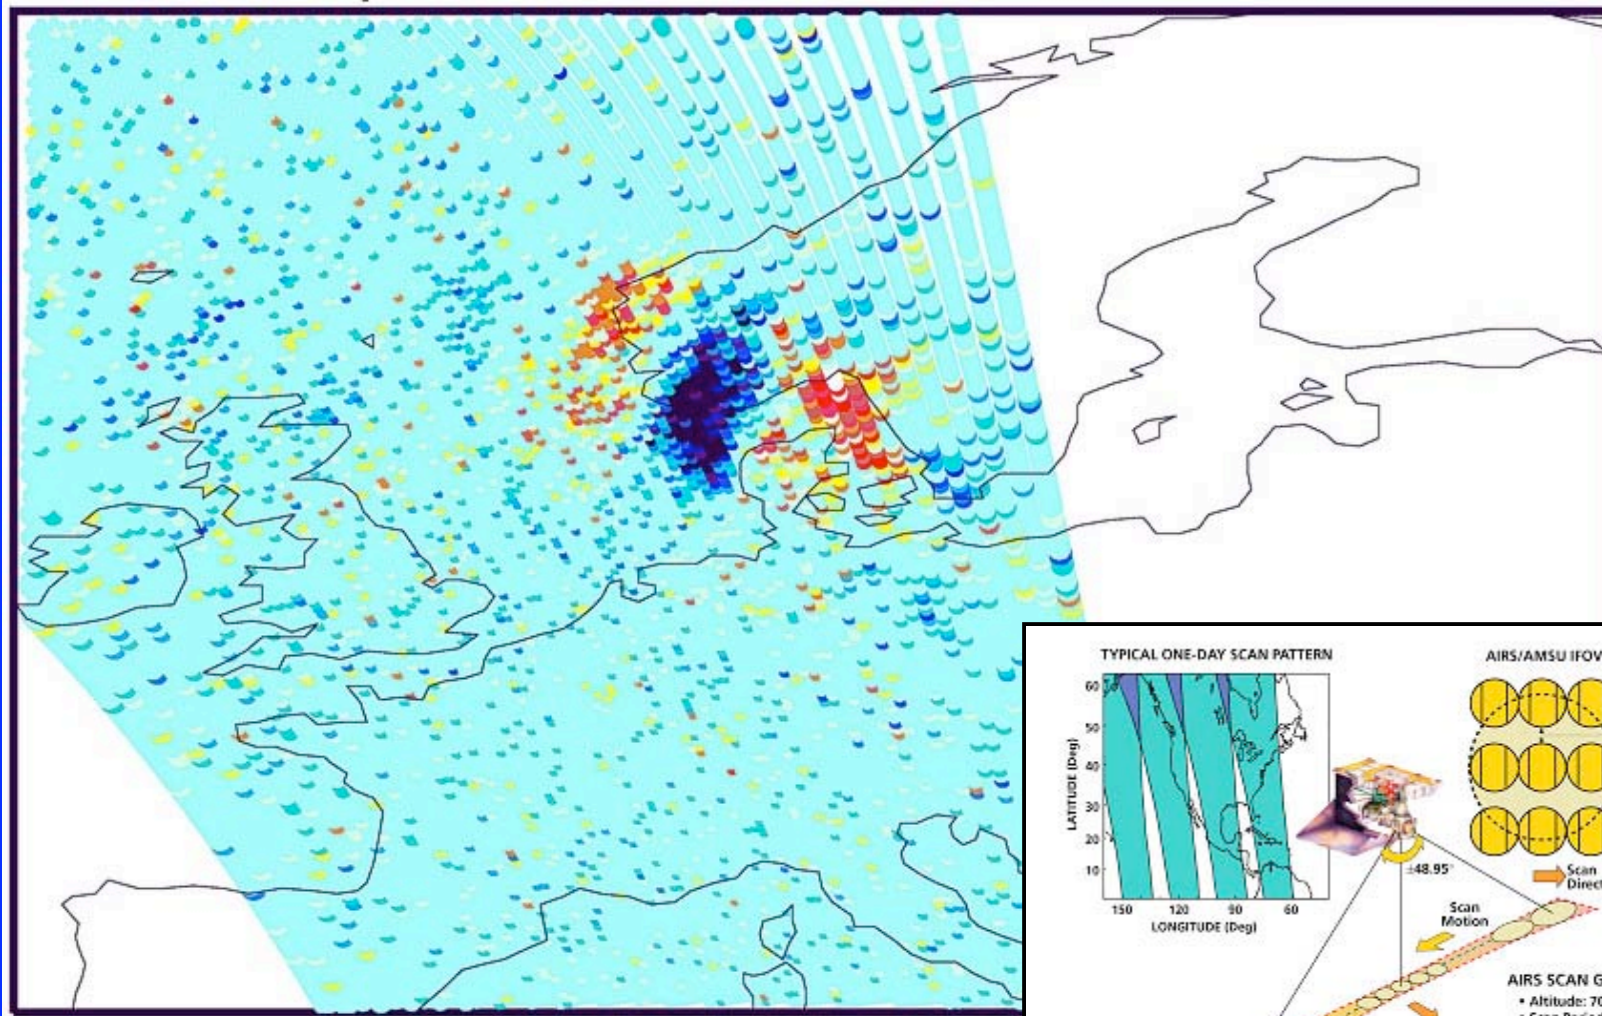 TYPICAL ONE-DAY SCAN PATTERN
AIRS/AMSU IFOV
60
50
40
30
20
10
LATITUDE (Deg)
150 120 90 60
LONGITUDE (Deg)
±48.95°
Scan
Direct
Scan
Motion
AIRS SCAN G
• Altitude: 70